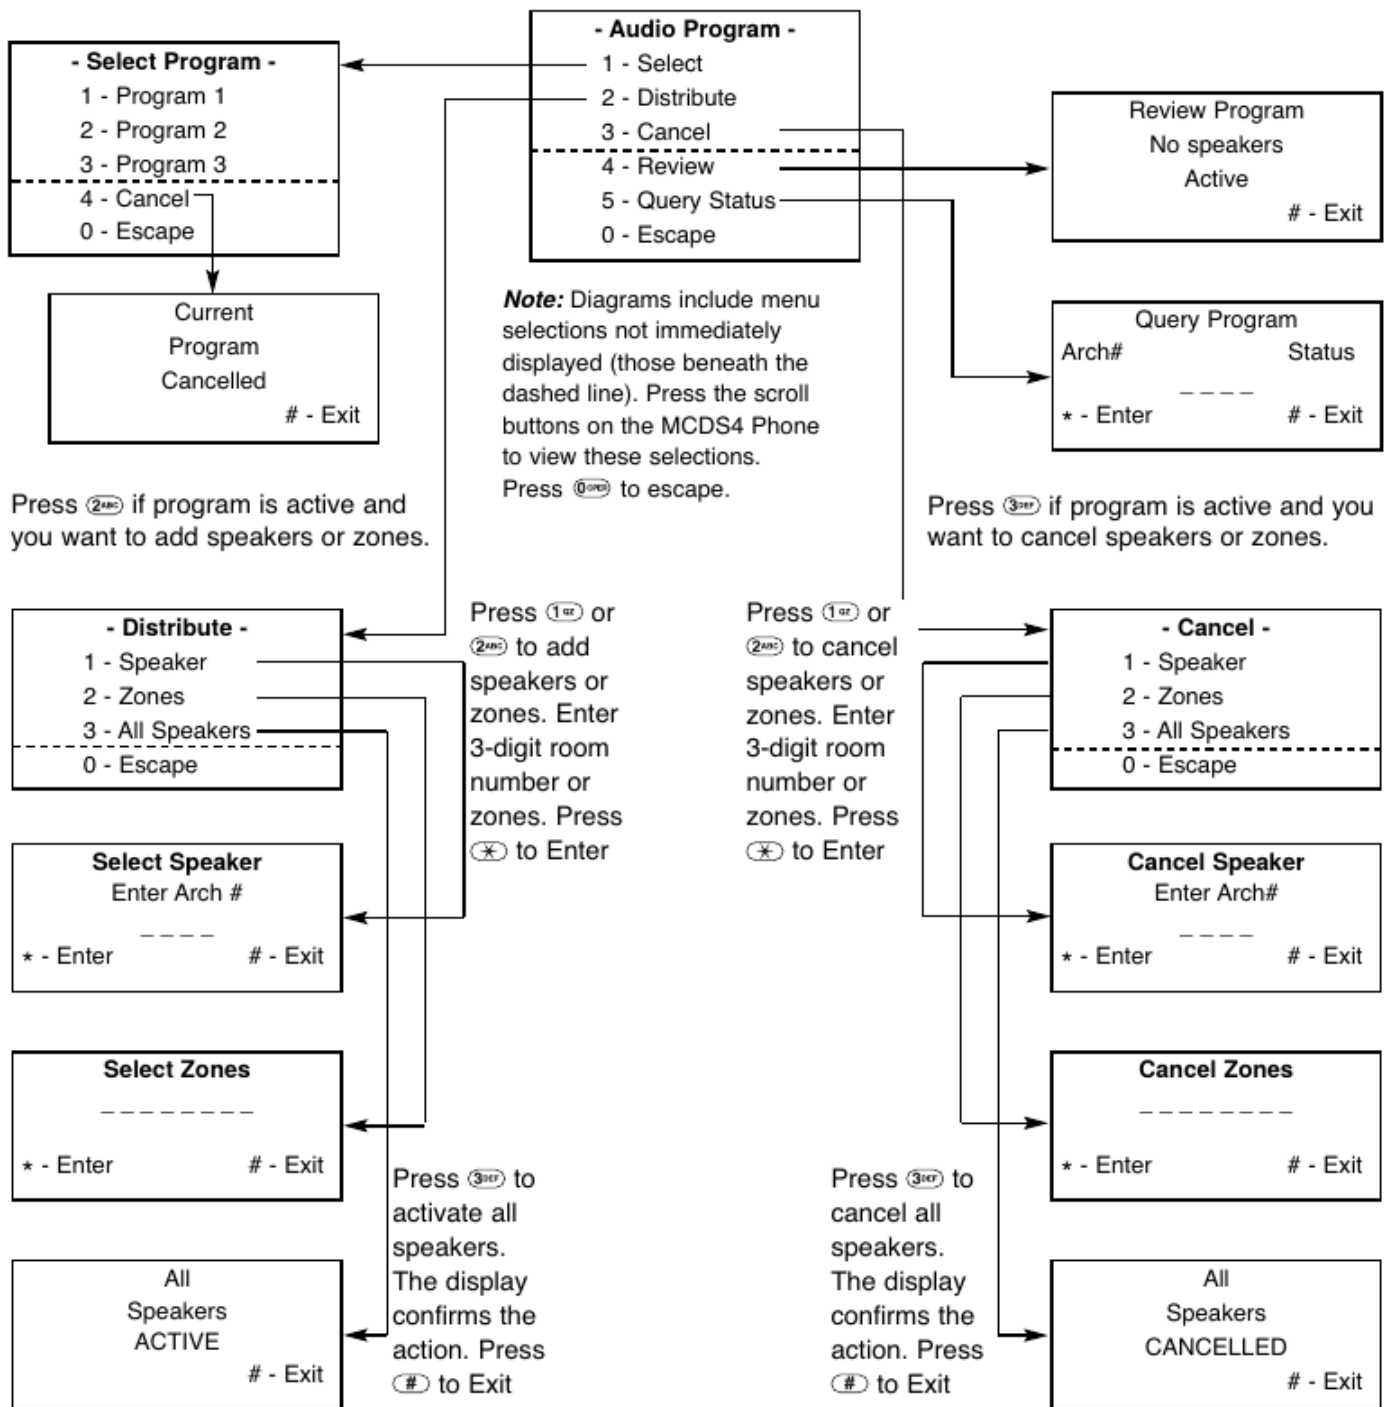 - Select Program -
1 - Program 1
2 - Program 2
3 - Program 3
4 - Cancel
0 - Escape
- Audio Program -
1 - Select
2 - Distribute
3 - Cancel
4 - Review
5 - Query Status
0 - Escape
Review Program
No speakers
Active
# - Exit
Current
Program
Cancelled
# - Exit
Note: Diagrams include menu
selections not immediately
displayed (those beneath the
dashed line). Press the scroll
buttons on the MCDS4 Phone
to view these selections.
Press 0 OPER to escape.
Query Program
Arch# Status
_ _ _ _
* - Enter # - Exit
Press 2 ABC if program is active and
you want to add speakers or zones.
Press 3 DEF if program is active and you
want to cancel speakers or zones.
- Distribute -
1 - Speaker
2 - Zones
3 - All Speakers
0 - Escape
Press 1 QZ or
2 ABC to add
speakers or
zones. Enter
3-digit room
number or
zones. Press
* to Enter
Press 1 QZ or
2 ABC to cancel
speakers or
zones. Enter
3-digit room
number or
zones. Press
* to Enter
- Cancel -
1 - Speaker
2 - Zones
3 - All Speakers
0 - Escape
Select Speaker
Enter Arch #
_ _ _ _
* - Enter # - Exit
Cancel Speaker
Enter Arch#
_ _ _ _
* - Enter # - Exit
Select Zones
_ _ _ _ _ _ _ _
* - Enter # - Exit
Cancel Zones
_ _ _ _ _ _ _ _
* - Enter # - Exit
Press 3 DEF to
activate all
speakers.
The display
confirms the
action. Press
# to Exit
Press 3 DEF to
cancel all
speakers.
The display
confirms the
action. Press
# to Exit
All
Speakers
ACTIVE
# - Exit
All
Speakers
CANCELLED
# - Exit